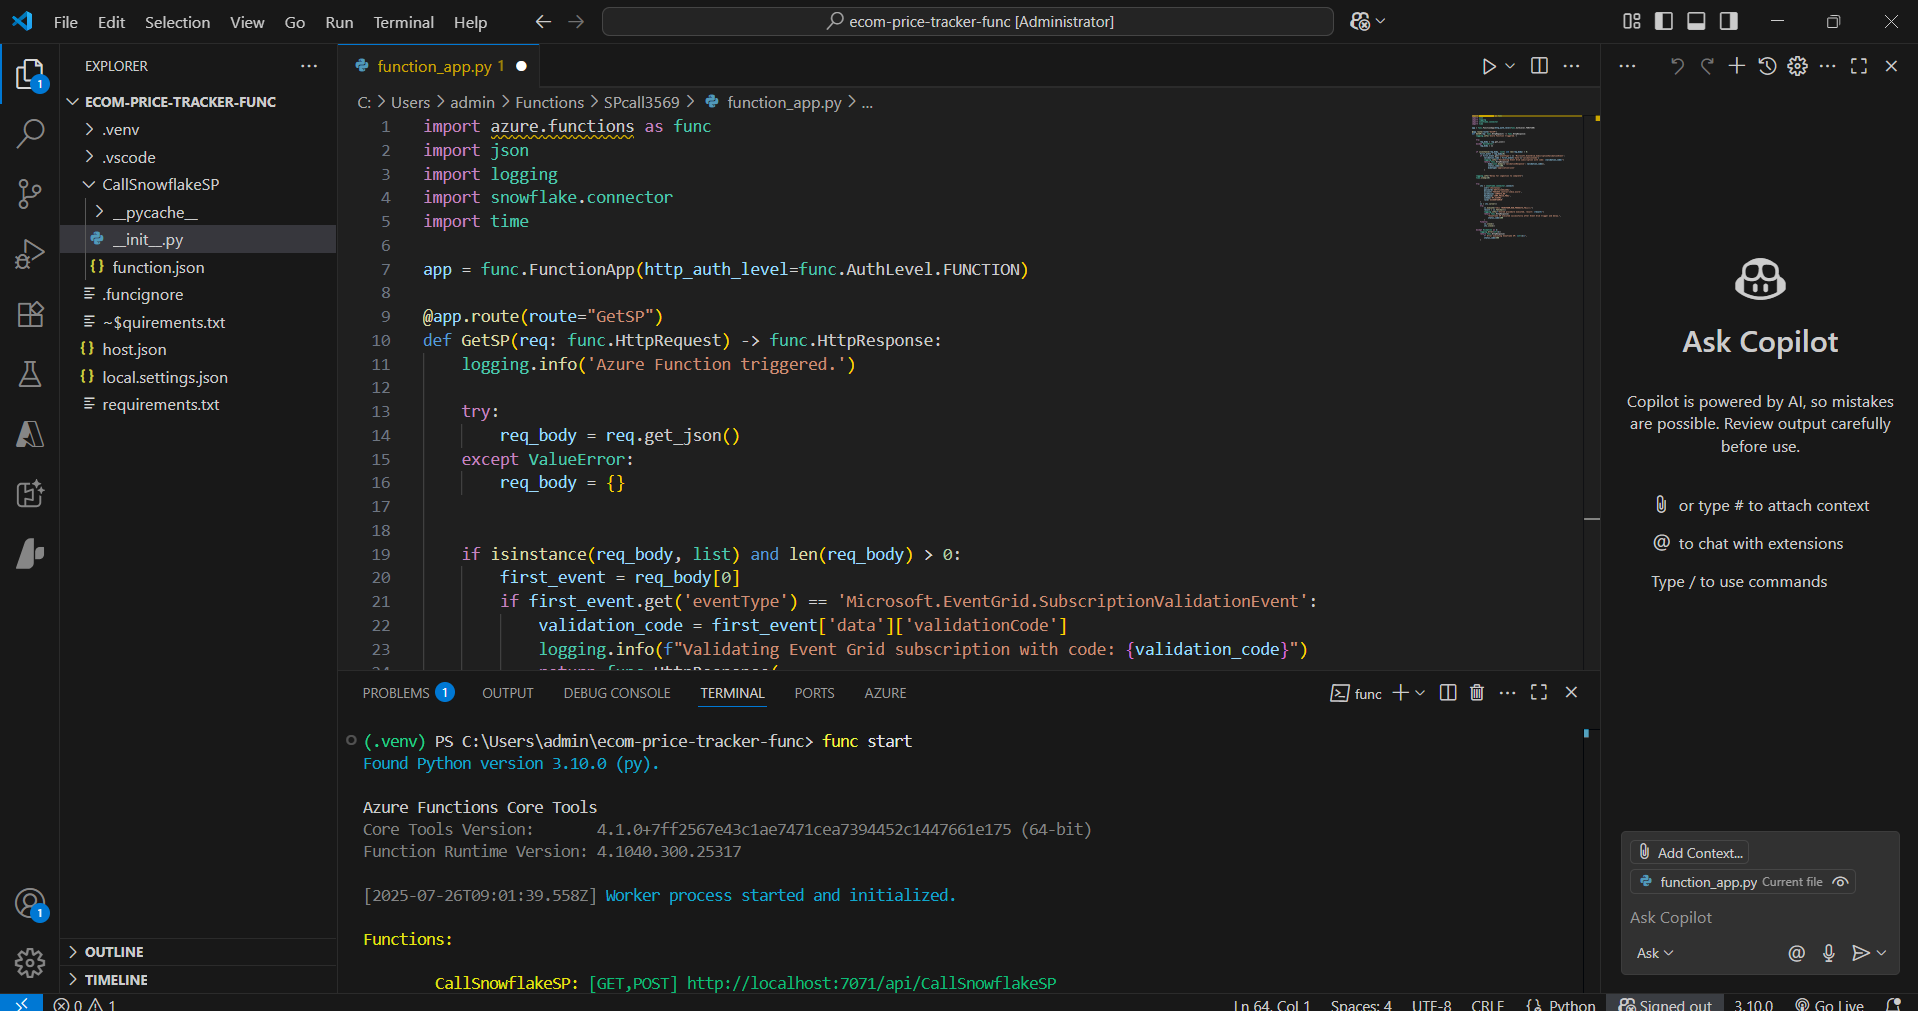 File Edit Selection View Go Run Terminal Help
ecom-price-tracker-func [Administrator]
EXPLORER
ECOM-PRICE-TRACKER-FUNC
.venv
.vscode
CallSnowflakeSP
__pycache__
__init__.py
function.json
.funcignore
~$quirements.txt
host.json
local.settings.json
requirements.txt
OUTLINE
TIMELINE
1
1
function_app.py 1
C: > Users > admin > Functions > SPcall3569 > function_app.py > ...
1 import azure.functions as func
2 import json
3 import logging
4 import snowflake.connector
5 import time
6
7 app = func.FunctionApp(http_auth_level=func.AuthLevel.FUNCTION)
8
9 @app.route(route="GetSP")
10 def GetSP(req: func.HttpRequest) -> func.HttpResponse:
11 logging.info('Azure Function triggered.')
12
13 try:
14 req_body = req.get_json()
15 except ValueError:
16 req_body = {}
17
18
19 if isinstance(req_body, list) and len(req_body) > 0:
20 first_event = req_body[0]
21 if first_event.get('eventType') == 'Microsoft.EventGrid.SubscriptionValidationEvent':
22 validation_code = first_event['data']['validationCode']
23 logging.info(f"Validating Event Grid subscription with code: {validation_code}")
24 return func.HttpResponse(
PROBLEMS 1 OUTPUT DEBUG CONSOLE TERMINAL PORTS AZURE
func
(.venv) PS C:\Users\admin\ecom-price-tracker-func> func start
Found Python version 3.10.0 (py).
Azure Functions Core Tools
Core Tools Version: 4.1.0+7ff2567e43c1ae7471cea7394452c1447661e175 (64-bit)
Function Runtime Version: 4.1040.300.25317
[2025-07-26T09:01:39.558Z] Worker process started and initialized.
Functions:
CallSnowflakeSP: [GET,POST] http://localhost:7071/api/CallSnowflakeSP
Ask Copilot
Copilot is powered by AI, so mistakes
are possible. Review output carefully
before use.
or type # to attach context
@ to chat with extensions
Type / to use commands
Add Context...
function_app.py Current file
Ask Copilot
Ask
0 1
Ln 64, Col 1 Spaces: 4 UTF-8 CRLF {} Python Signed out 3.10.0 Go Live